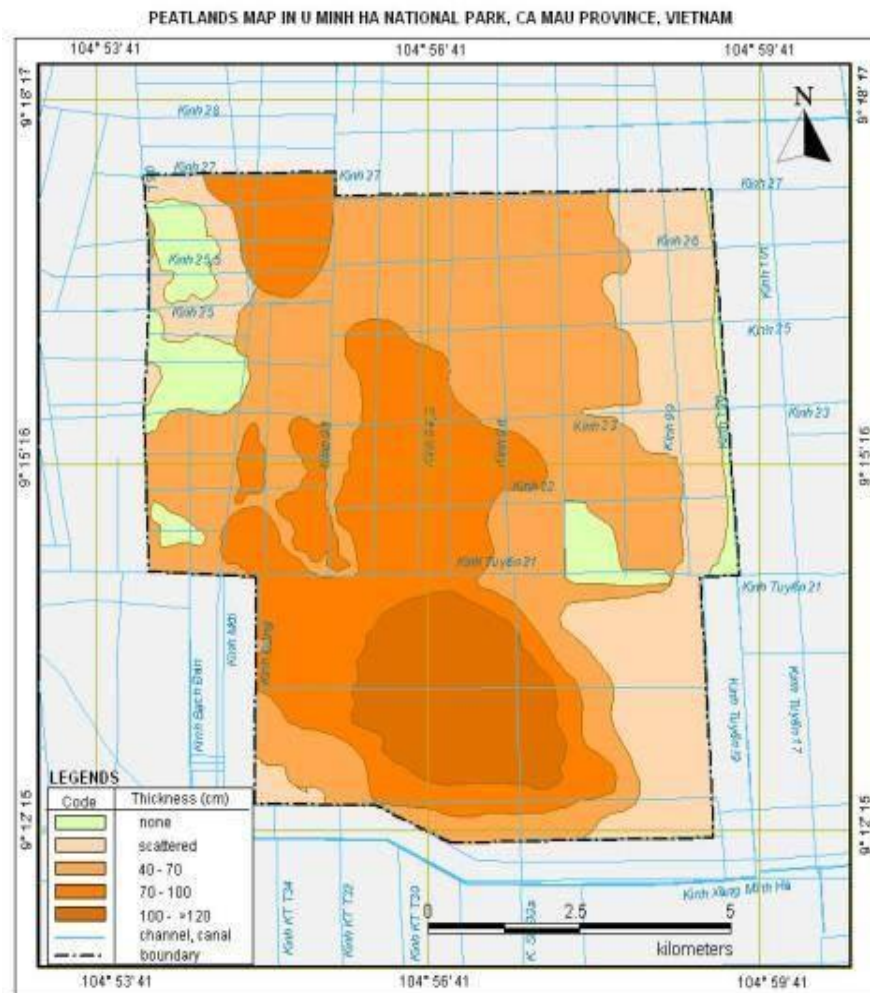 PEATLANDS MAP IN U MINH HA NATIONAL PARK, CA MAU PROVINCE, VIETNAM
104° 53' 41
104° 56' 41
104° 59' 41
9° 18' 17
9° 18' 17
N
Kinh 28
Kinh 27
Kinh 27
Kinh 27
Kinh 26
Kinh 25,5
Kinh 101
Kinh 25
Kinh 25
Kinh 23
Kinh 23
Kinh 99
9° 15' 16
9° 15' 16
Kinh Tuyến 21
Kinh Tuyến 21
Kinh Mới
Kinh Đứng
Kinh Bạch Đàn
Kinh Tuyến 19
Kinh Tuyến 17
LEGENDS
Code
Thickness (cm)
none
scattered
40 - 70
70 - 100
100 - >120
channel, canal
boundary
9° 12' 15
9° 12' 15
Kinh Xáng Minh Hà
Kinh KT T34
Kinh KT T32
Kinh KT T30
0
2.5
5
kilometers
104° 53' 41
104° 56' 41
104° 59' 41